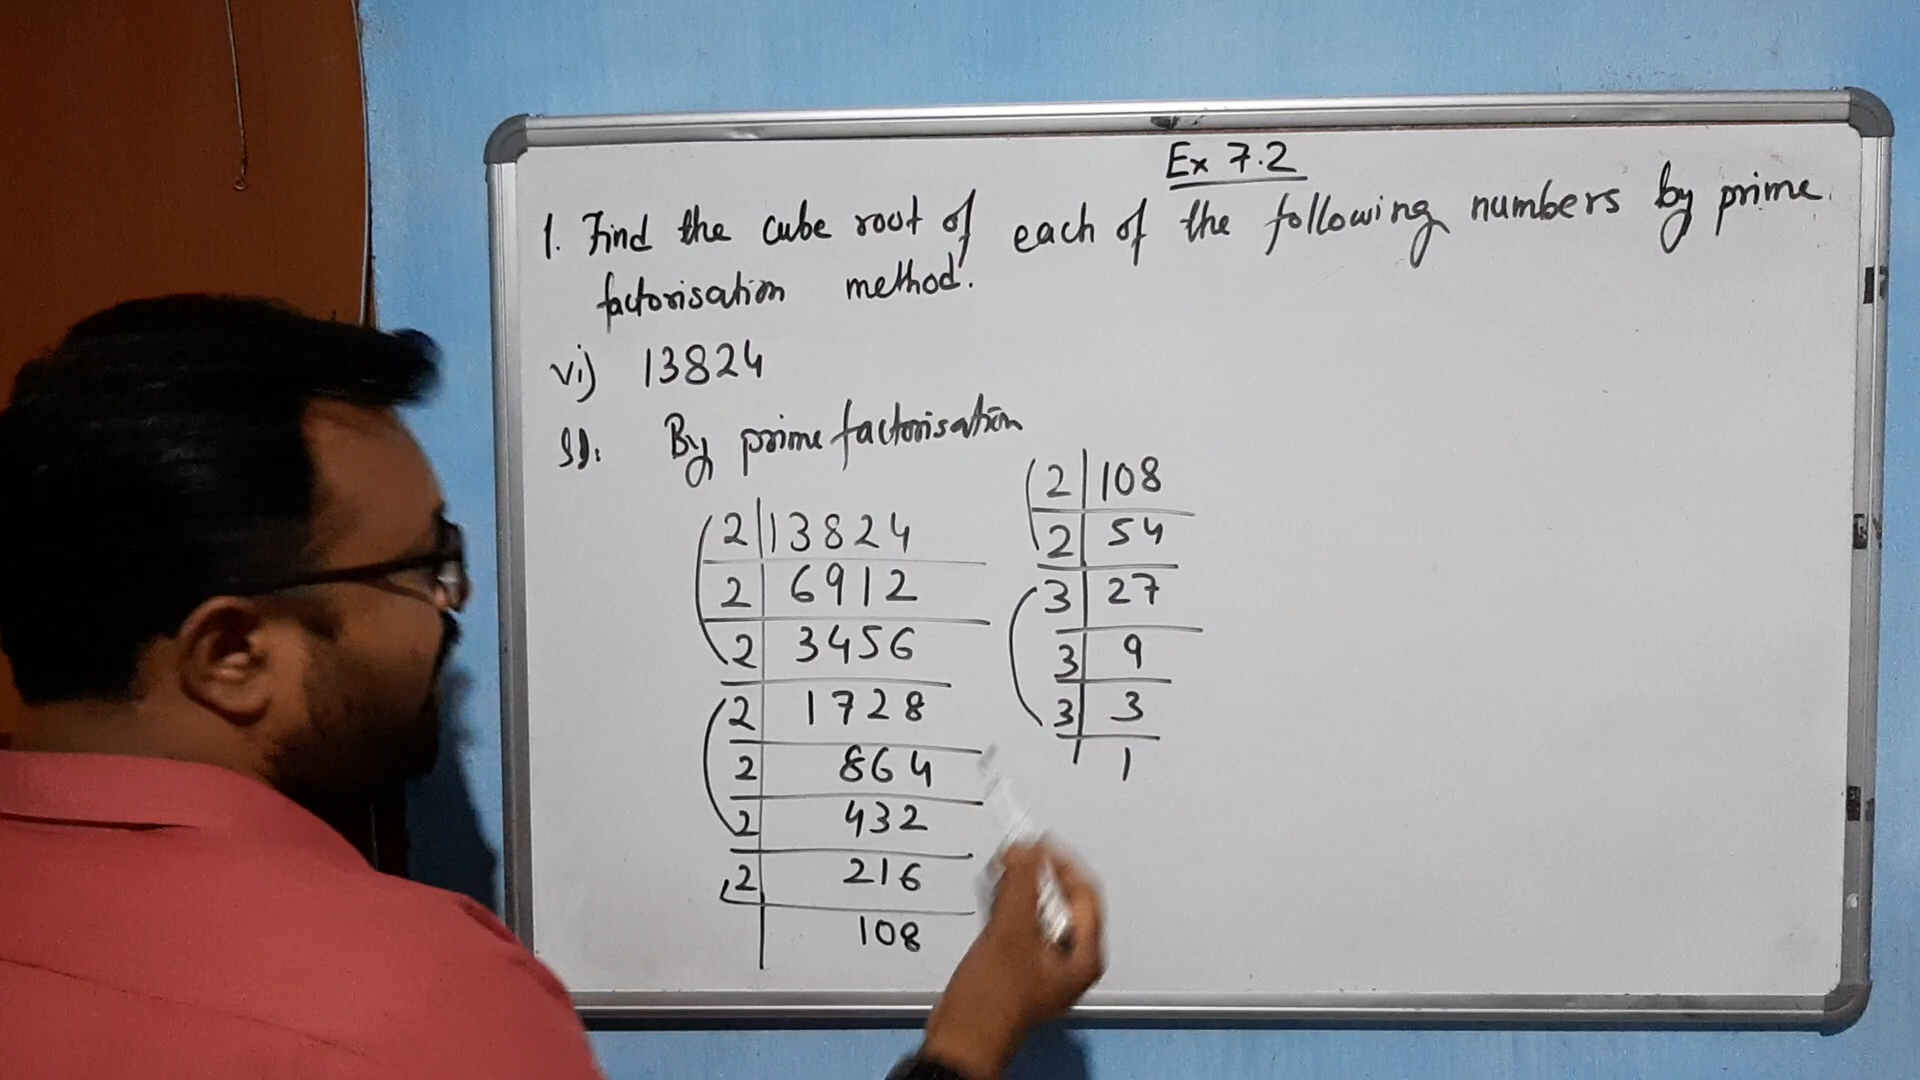 Ex 7.2
1. Find the cube root of each of the following numbers by prime
factorisation method.
vi) 13824
Sol. By prime factorisation
2 13824
2 6912
2 3456
2 1728
2 864
2 432
2 216
108
2 108
2 54
3 27
3 9
3 3
1